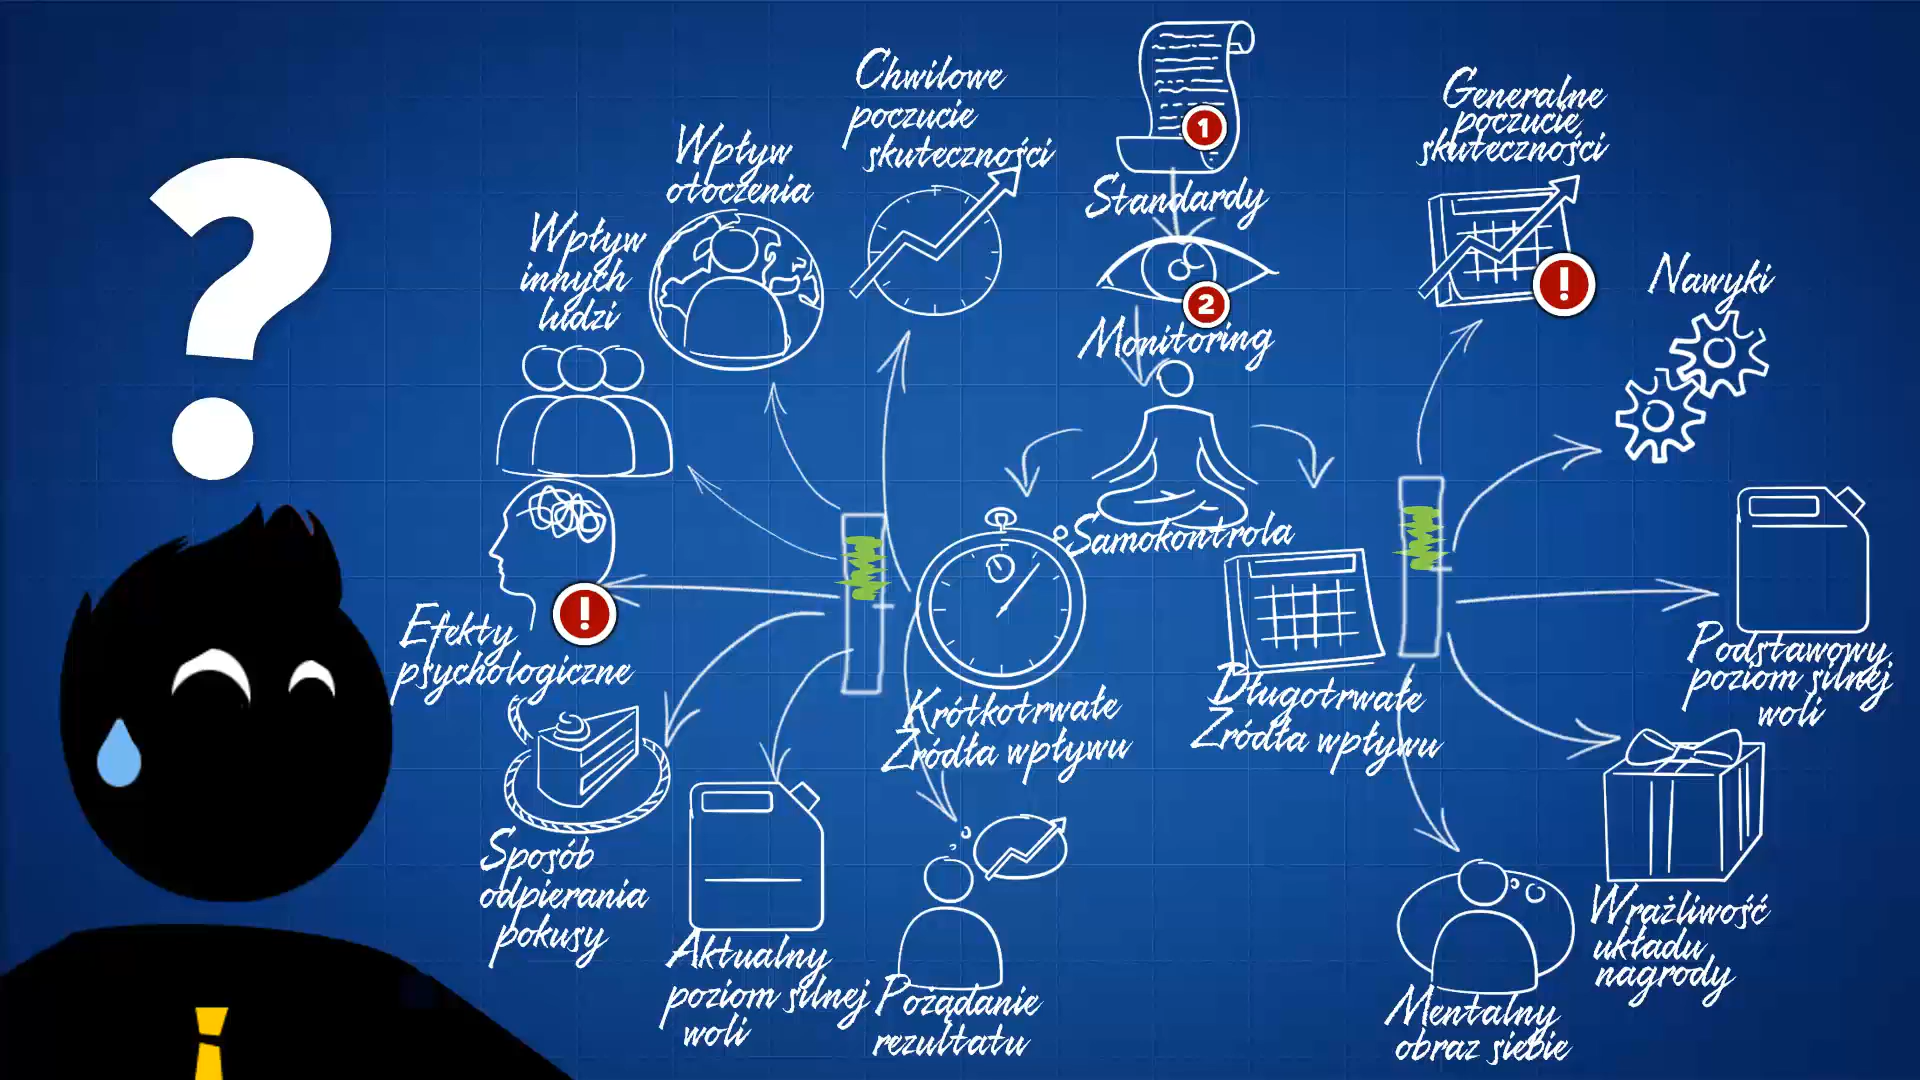 ?
Chwilowe
poczucie
skuteczności
Wpływ
otoczenia
Wpływ
innych
ludzi
1
Standardy
2
Monitoring
Generalne
poczucie
skuteczności
!
Nawyki
Samokontrola
!
Efekty
psychologiczne
Krótkotrwałe
Źródła wpływu
Długotrwałe
Źródła wpływu
Podstawowy
poziom silnej
woli
Sposób
odpierania
pokusy
Aktualny
poziom silnej
woli
Pożądanie
rezultatu
Mentalny
obraz siebie
Wrażliwość
układu
nagrody